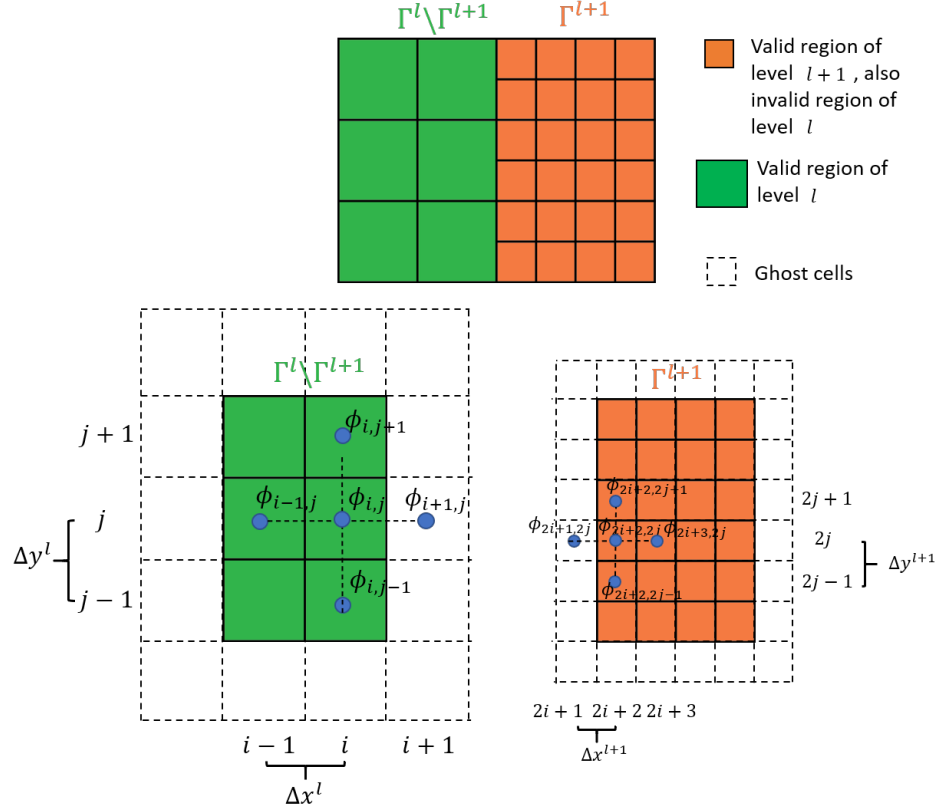 Γ^l\Γ^{l+1}
Γ^{l+1}
Valid region of
level l + 1 , also
invalid region of
level l
Valid region of
level l
Ghost cells
Γ^l\Γ^{l+1}
j + 1
j
j − 1
Δy^l
ϕ_{i,j+1}
ϕ_{i−1,j}
ϕ_{i,j}
ϕ_{i+1,j}
ϕ_{i,j−1}
i − 1
i
i + 1
Δx^l
Γ^{l+1}
ϕ_{2i+2,2j+1}
ϕ_{2i+1,2j}
ϕ_{2i+2,2j}
ϕ_{2i+3,2j}
ϕ_{2i+2,2j−1}
2j + 1
2j
2j − 1
Δy^{l+1}
2i + 1
2i + 2
2i + 3
Δx^{l+1}